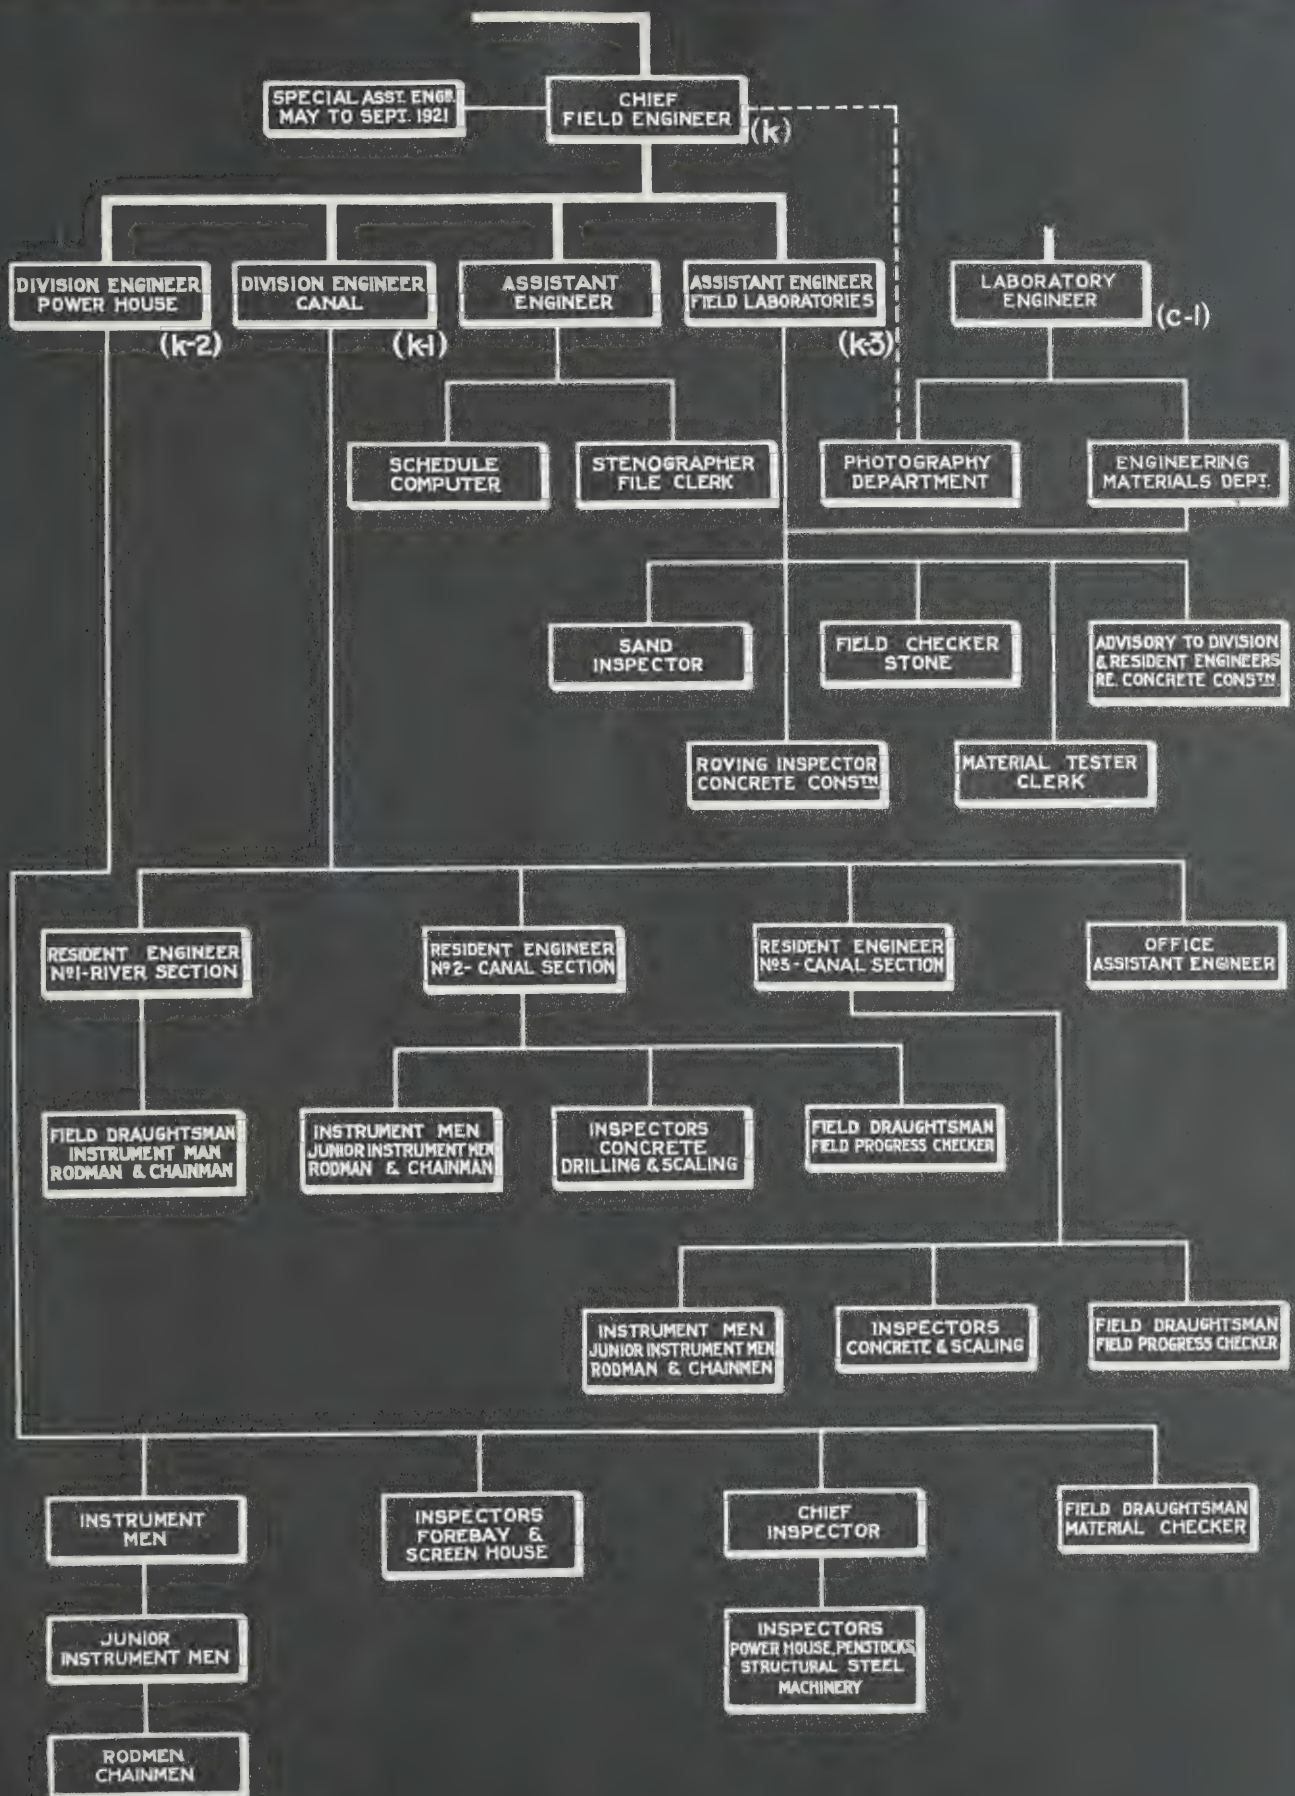 SPECIAL ASST. ENGR.
MAY TO SEPT. 1921
CHIEF
FIELD ENGINEER
(k)
DIVISION ENGINEER
POWER HOUSE
(k-2)
DIVISION ENGINEER
CANAL
(k-1)
ASSISTANT
ENGINEER
ASSISTANT ENGINEER
FIELD LABORATORIES
(k-3)
LABORATORY
ENGINEER
(c-1)
SCHEDULE
COMPUTER
STENOGRAPHER
FILE CLERK
PHOTOGRAPHY
DEPARTMENT
ENGINEERING
MATERIALS DEPT.
SAND
INSPECTOR
FIELD CHECKER
STONE
ADVISORY TO DIVISION
& RESIDENT ENGINEERS
RE. CONCRETE CONSTN.
ROVING INSPECTOR
CONCRETE CONSTN.
MATERIAL TESTER
CLERK
RESIDENT ENGINEER
Nº1-RIVER SECTION
RESIDENT ENGINEER
Nº2-CANAL SECTION
RESIDENT ENGINEER
Nº3-CANAL SECTION
OFFICE
ASSISTANT ENGINEER
FIELD DRAUGHTSMAN
INSTRUMENT MAN
RODMAN & CHAINMAN
INSTRUMENT MEN
JUNIOR INSTRUMENT MEN
RODMAN & CHAINMAN
INSPECTORS
CONCRETE
DRILLING & SCALING
FIELD DRAUGHTSMAN
FIELD PROGRESS CHECKER
INSTRUMENT MEN
JUNIOR INSTRUMENT MEN
RODMAN & CHAINMEN
INSPECTORS
CONCRETE & SCALING
FIELD DRAUGHTSMAN
FIELD PROGRESS CHECKER
INSTRUMENT
MEN
INSPECTORS
FOREBAY &
SCREEN HOUSE
CHIEF
INSPECTOR
FIELD DRAUGHTSMAN
MATERIAL CHECKER
JUNIOR
INSTRUMENT MEN
INSPECTORS
POWER HOUSE, PENSTOCKS,
STRUCTURAL STEEL
MACHINERY
RODMEN
CHAINMEN